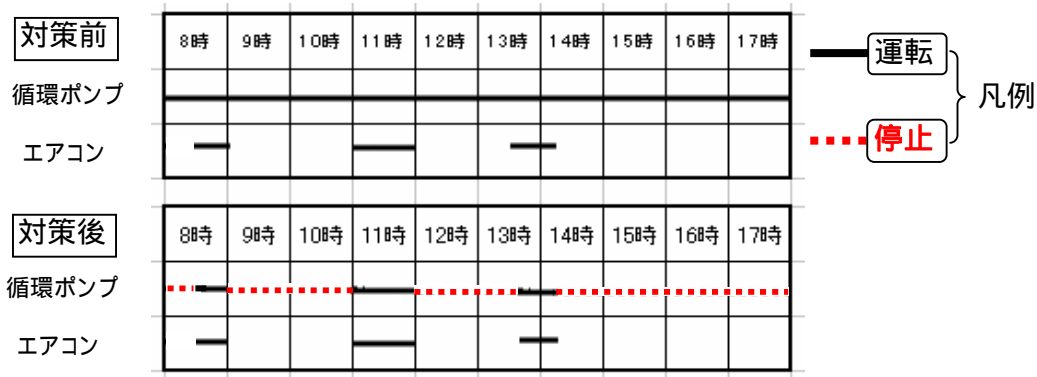 対策前
8時 9時 10時 11時 12時 13時 14時 15時 16時 17時
循環ポンプ
エアコン
運転
停止
凡例
対策後
8時 9時 10時 11時 12時 13時 14時 15時 16時 17時
循環ポンプ
エアコン